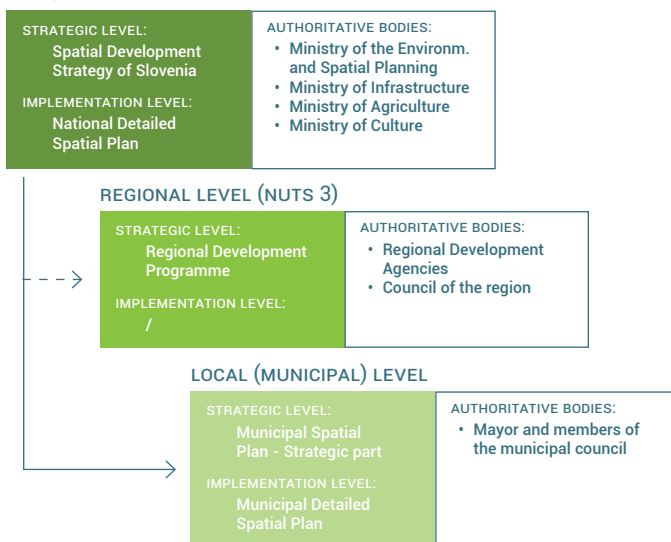 STRATEGIC LEVEL:
Spatial Development
Strategy of Slovenia
IMPLEMENTATION LEVEL:
National Detailed
Spatial Plan
AUTHORITATIVE BODIES:
• Ministry of the Environm.
and Spatial Planning
• Ministry of Infrastructure
• Ministry of Agriculture
• Ministry of Culture
REGIONAL LEVEL (NUTS 3)
STRATEGIC LEVEL:
Regional Development
Programme
IMPLEMENTATION LEVEL:
/
AUTHORITATIVE BODIES:
• Regional Development
Agencies
• Council of the region
LOCAL (MUNICIPAL) LEVEL
STRATEGIC LEVEL:
Municipal Spatial
Plan - Strategic part
IMPLEMENTATION LEVEL:
Municipal Detailed
Spatial Plan
AUTHORITATIVE BODIES:
• Mayor and members of
the municipal council